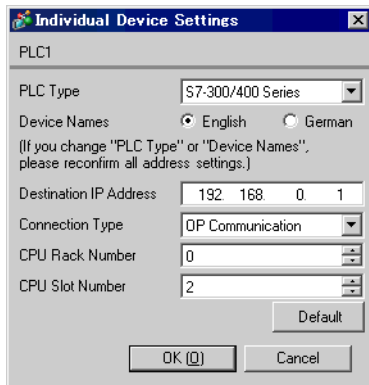 Individual Device Settings
PLC1
PLC Type S7-300/400 Series
Device Names English German
(If you change "PLC Type" or "Device Names",
please reconfirm all address settings.)
Destination IP Address 192. 168. 0. 1
Connection Type OP Communication
CPU Rack Number 0
CPU Slot Number 2
Default
OK (O) Cancel